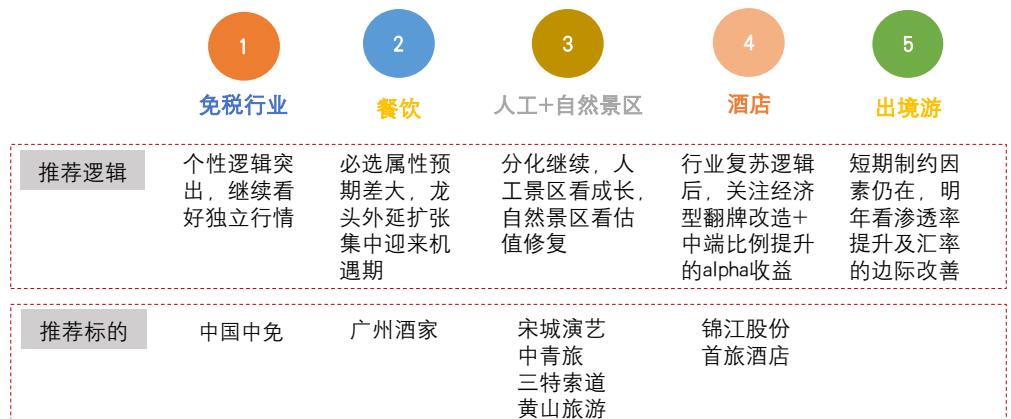 1
2
3
4
5
免税行业
餐饮
人工+自然景区
酒店
出境游
推荐逻辑
个性逻辑突
出，继续看
好独立行情
必选属性预
期差大，龙
头外延扩张
集中迎来机
遇期
分化继续，人
工景区看成长，
自然景区看估
值修复
行业复苏逻辑
后，关注经济
型翻牌改造+
中端比例提升
的alpha收益
短期制约因
素仍在，明
年看渗透率
提升及汇率
的边际改善
推荐标的
中国中免
广州酒家
宋城演艺
中青旅
三特索道
黄山旅游
锦江股份
首旅酒店